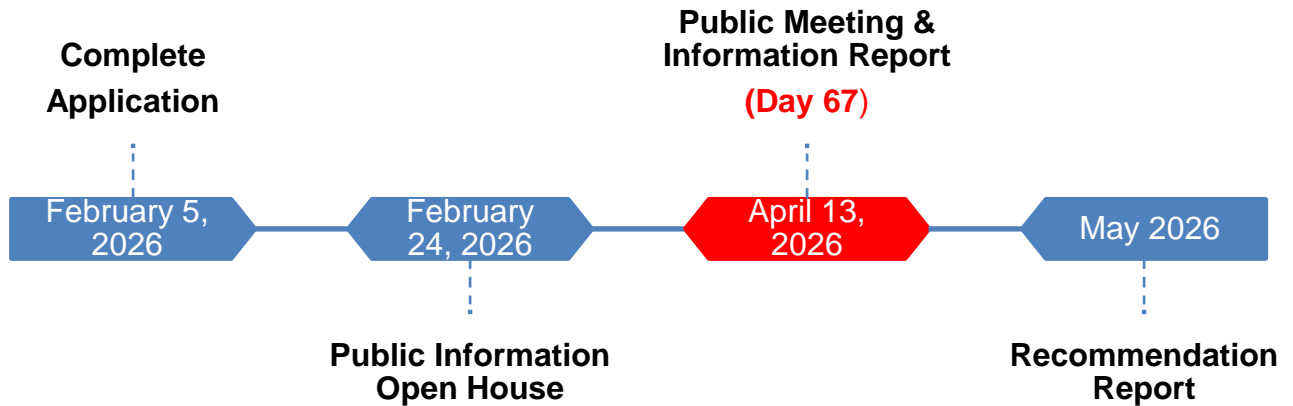 Complete
Application
Public Meeting &
Information Report
(Day 67)
February 5,
2026
February
24, 2026
April 13,
2026
May 2026
Public Information
Open House
Recommendation
Report